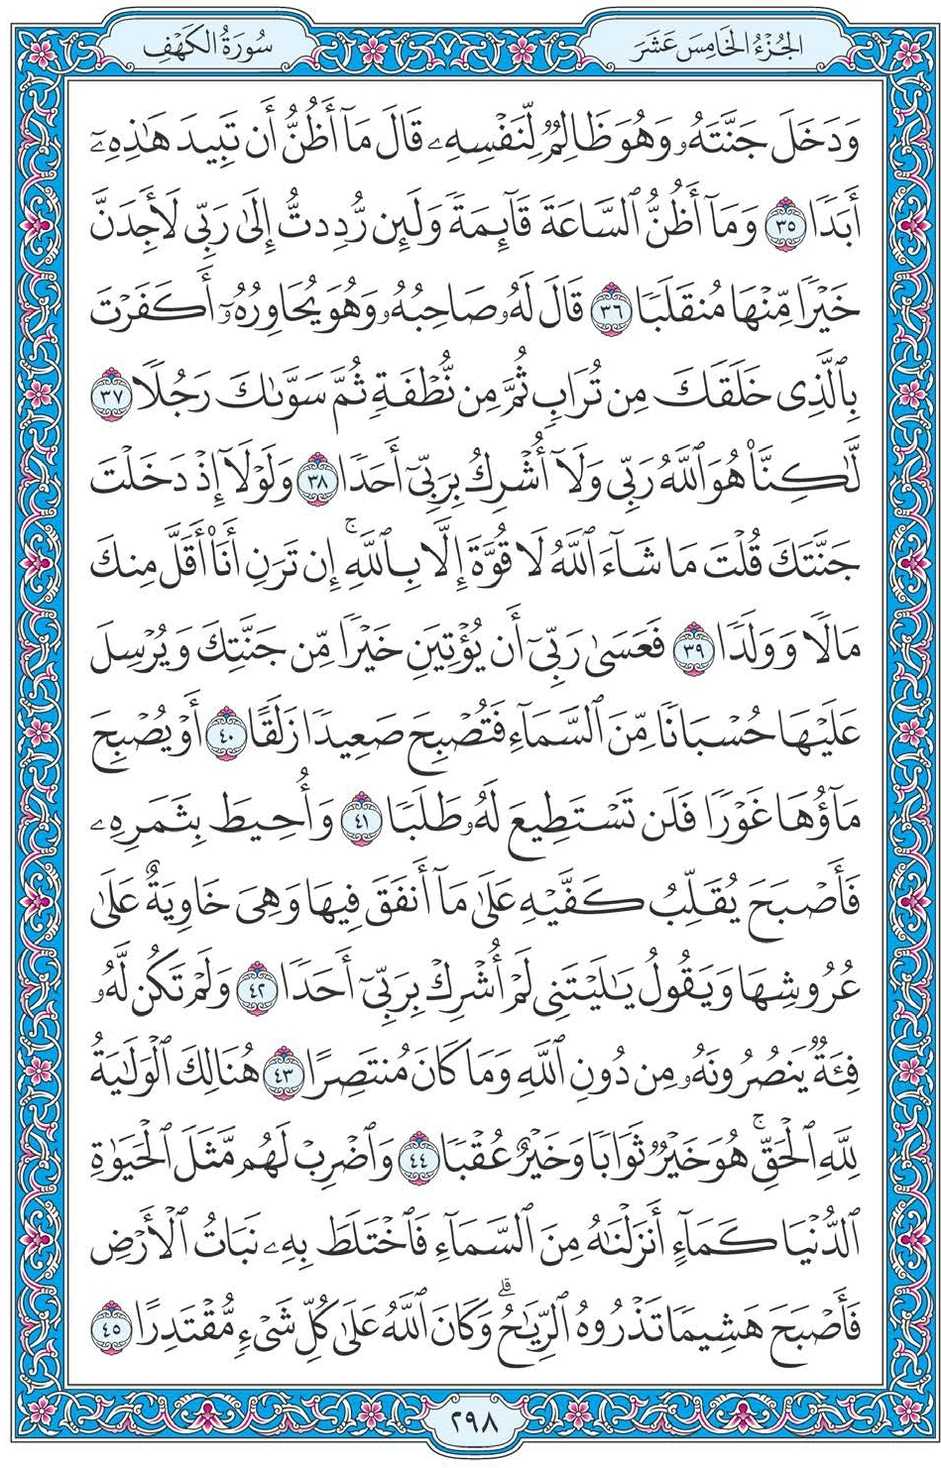 سُورَةُ الكَهْفِ
الجُزْءُ الخَامِسَ عَشَرَ
وَدَخَلَ جَنَّتَهُۥ وَهُوَ ظَالِمٌ لِّنَفْسِهِۦ قَالَ مَآ أَظُنُّ أَن تَبِيدَ هَٰذِهِۦٓ
أَبَدًا ٣٥ وَمَآ أَظُنُّ ٱلسَّاعَةَ قَآئِمَةً وَلَئِن رُّدِدتُّ إِلَىٰ رَبِّى لَأَجِدَنَّ
خَيْرًا مِّنْهَا مُنقَلَبًا ٣٦ قَالَ لَهُۥ صَاحِبُهُۥ وَهُوَ يُحَاوِرُهُۥٓ أَكَفَرْتَ
بِٱلَّذِى خَلَقَكَ مِن تُرَابٍ ثُمَّ مِن نُّطْفَةٍ ثُمَّ سَوَّىٰكَ رَجُلًا ٣٧
لَّٰكِنَّا۠ هُوَ ٱللَّهُ رَبِّى وَلَآ أُشْرِكُ بِرَبِّىٓ أَحَدًا ٣٨ وَلَوْلَآ إِذْ دَخَلْتَ
جَنَّتَكَ قُلْتَ مَا شَآءَ ٱللَّهُ لَا قُوَّةَ إِلَّا بِٱللَّهِ ۚ إِن تَرَنِ أَنَا۠ أَقَلَّ مِنكَ
مَالًا وَوَلَدًا ٣٩ فَعَسَىٰ رَبِّىٓ أَن يُؤْتِيَنِ خَيْرًا مِّن جَنَّتِكَ وَيُرْسِلَ
عَلَيْهَا حُسْبَانًا مِّنَ ٱلسَّمَآءِ فَتُصْبِحَ صَعِيدًا زَلَقًا ٤٠ أَوْ يُصْبِحَ
مَآؤُهَا غَوْرًا فَلَن تَسْتَطِيعَ لَهُۥ طَلَبًا ٤١ وَأُحِيطَ بِثَمَرِهِۦ
فَأَصْبَحَ يُقَلِّبُ كَفَّيْهِ عَلَىٰ مَآ أَنفَقَ فِيهَا وَهِىَ خَاوِيَةٌ عَلَىٰ
عُرُوشِهَا وَيَقُولُ يَٰلَيْتَنِى لَمْ أُشْرِكْ بِرَبِّىٓ أَحَدًا ٤٢ وَلَمْ تَكُن لَّهُۥ
فِئَةٌ يَنصُرُونَهُۥ مِن دُونِ ٱللَّهِ وَمَا كَانَ مُنتَصِرًا ٤٣ هُنَالِكَ ٱلْوَلَٰيَةُ
لِلَّهِ ٱلْحَقِّ ۚ هُوَ خَيْرٌ ثَوَابًا وَخَيْرٌ عُقْبًا ٤٤ وَٱضْرِبْ لَهُم مَّثَلَ ٱلْحَيَوٰةِ
ٱلدُّنْيَا كَمَآءٍ أَنزَلْنَٰهُ مِنَ ٱلسَّمَآءِ فَٱخْتَلَطَ بِهِۦ نَبَاتُ ٱلْأَرْضِ
فَأَصْبَحَ هَشِيمًا تَذْرُوهُ ٱلرِّيَٰحُ ۗ وَكَانَ ٱللَّهُ عَلَىٰ كُلِّ شَىْءٍ مُّقْتَدِرًا ٤٥
٢٩٨